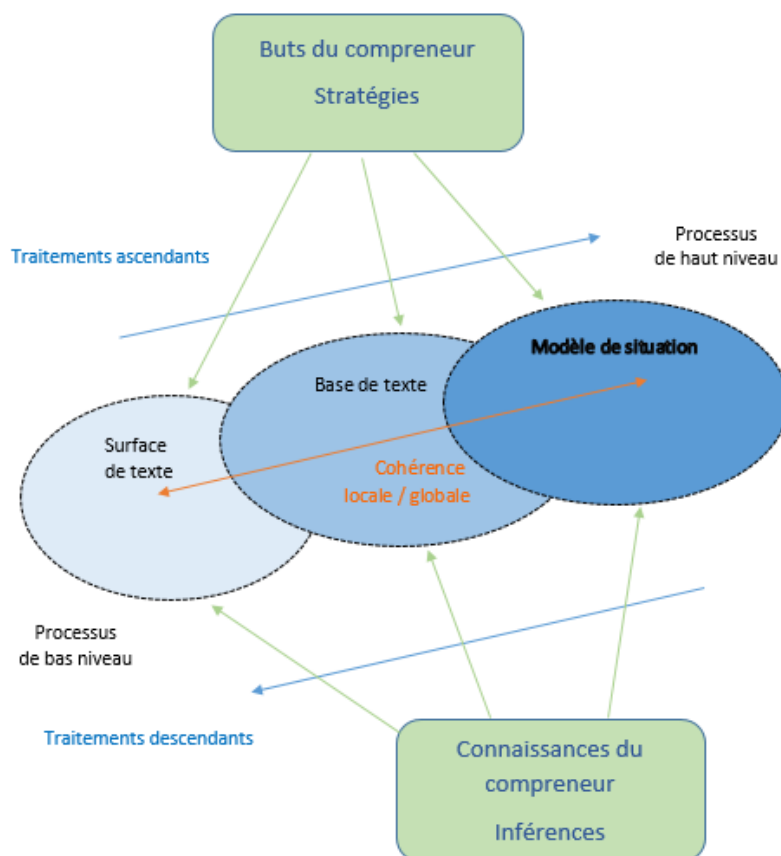 Buts du compreneur
Stratégies
Traitements ascendants
Processus
de haut niveau
Modèle de situation
Base de texte
Surface
de texte
Cohérence
locale / globale
Processus
de bas niveau
Traitements descendants
Connaissances du
compreneur
Inférences